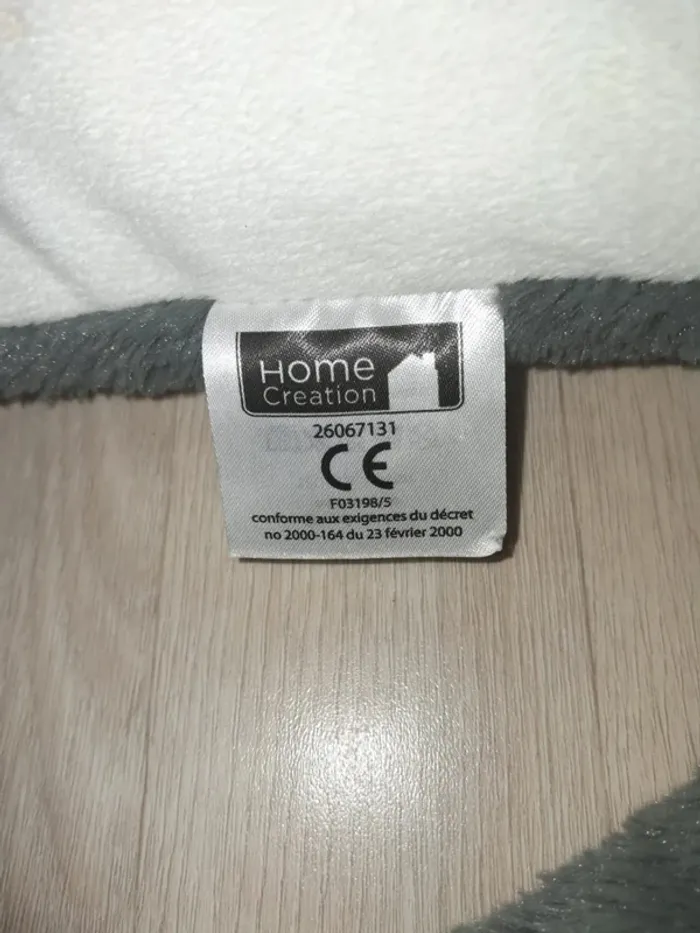 Home
Creation
26067131
CE
F03198/5
conforme aux exigences du décret
no 2000-164 du 23 février 2000